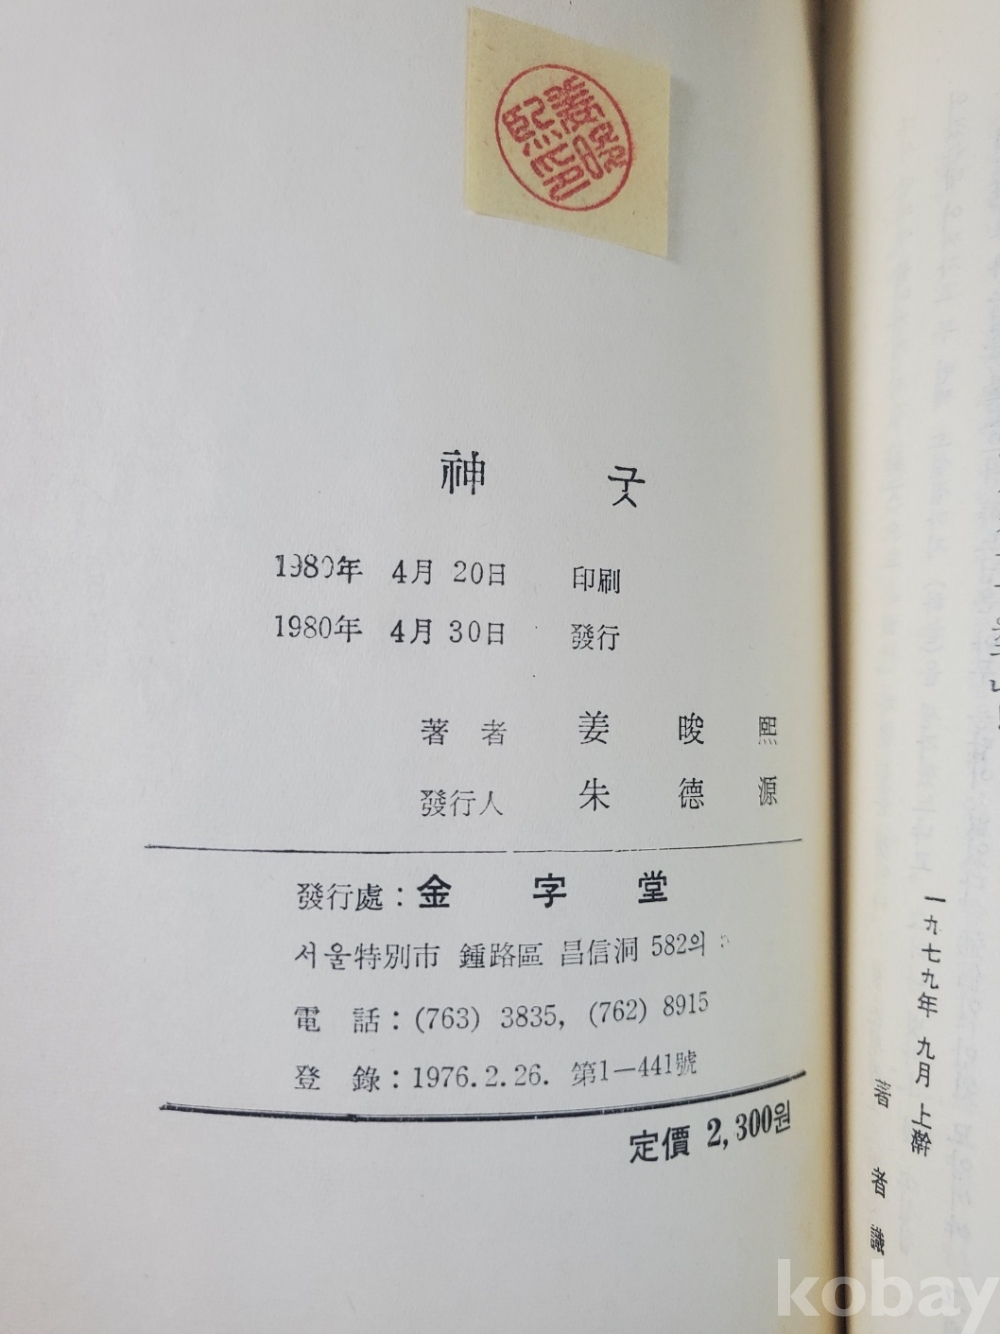 神 굿
1980年 4月 20日 印刷
1980年 4月 30日 發行
著 者 姜 晙 熙
發行人 朱 德 源
發行處 : 金 字 堂
서울特別市 鍾路區 昌信洞 582의
電 話 : (763) 3835, (762) 8915
登 錄 : 1976.2.26. 第1―441號
定價 2,300원
一九七九年 九月 上澣
著 者 識
kobay